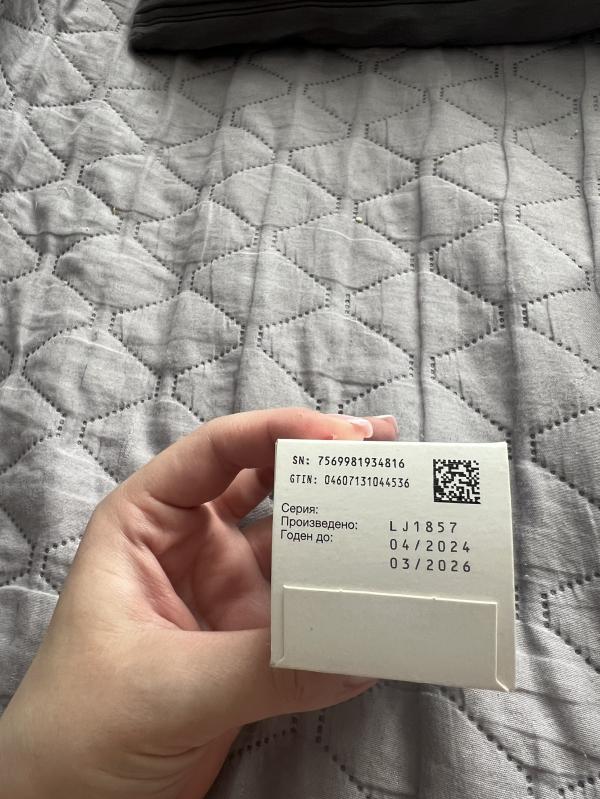 SN: 7569981934816
GTIN: 04607131044536
Серия:
Произведено: LJ1857
Годен до: 04/2024
03/2026